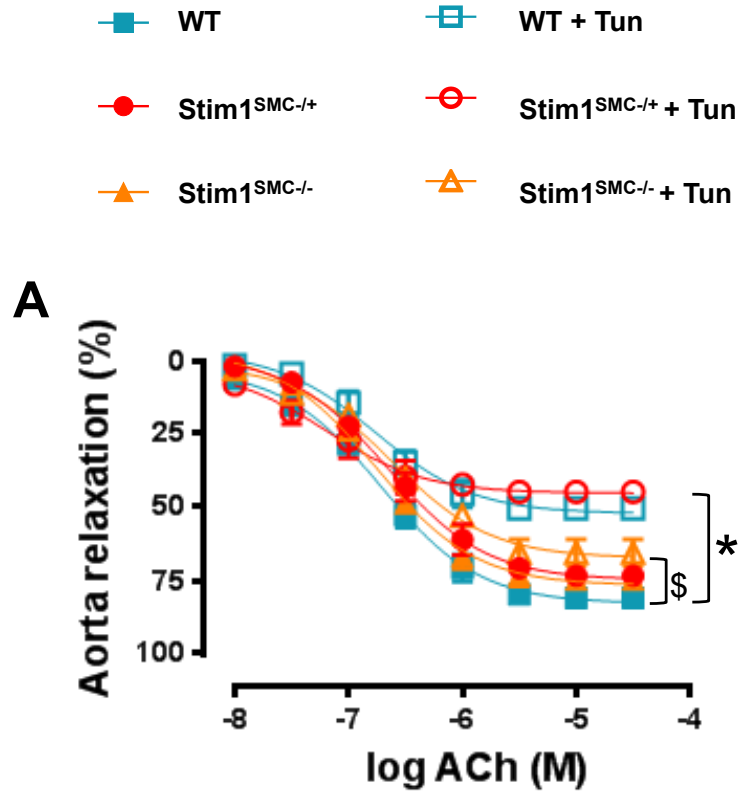 WT WT + Tun
Stim1SMC-/+ Stim1SMC-/+ + Tun
Stim1SMC-/- Stim1SMC-/- + Tun
A
Aorta relaxation (%)
0
25
50
75
100
* $
-8 -7 -6 -5 -4
log ACh (M)